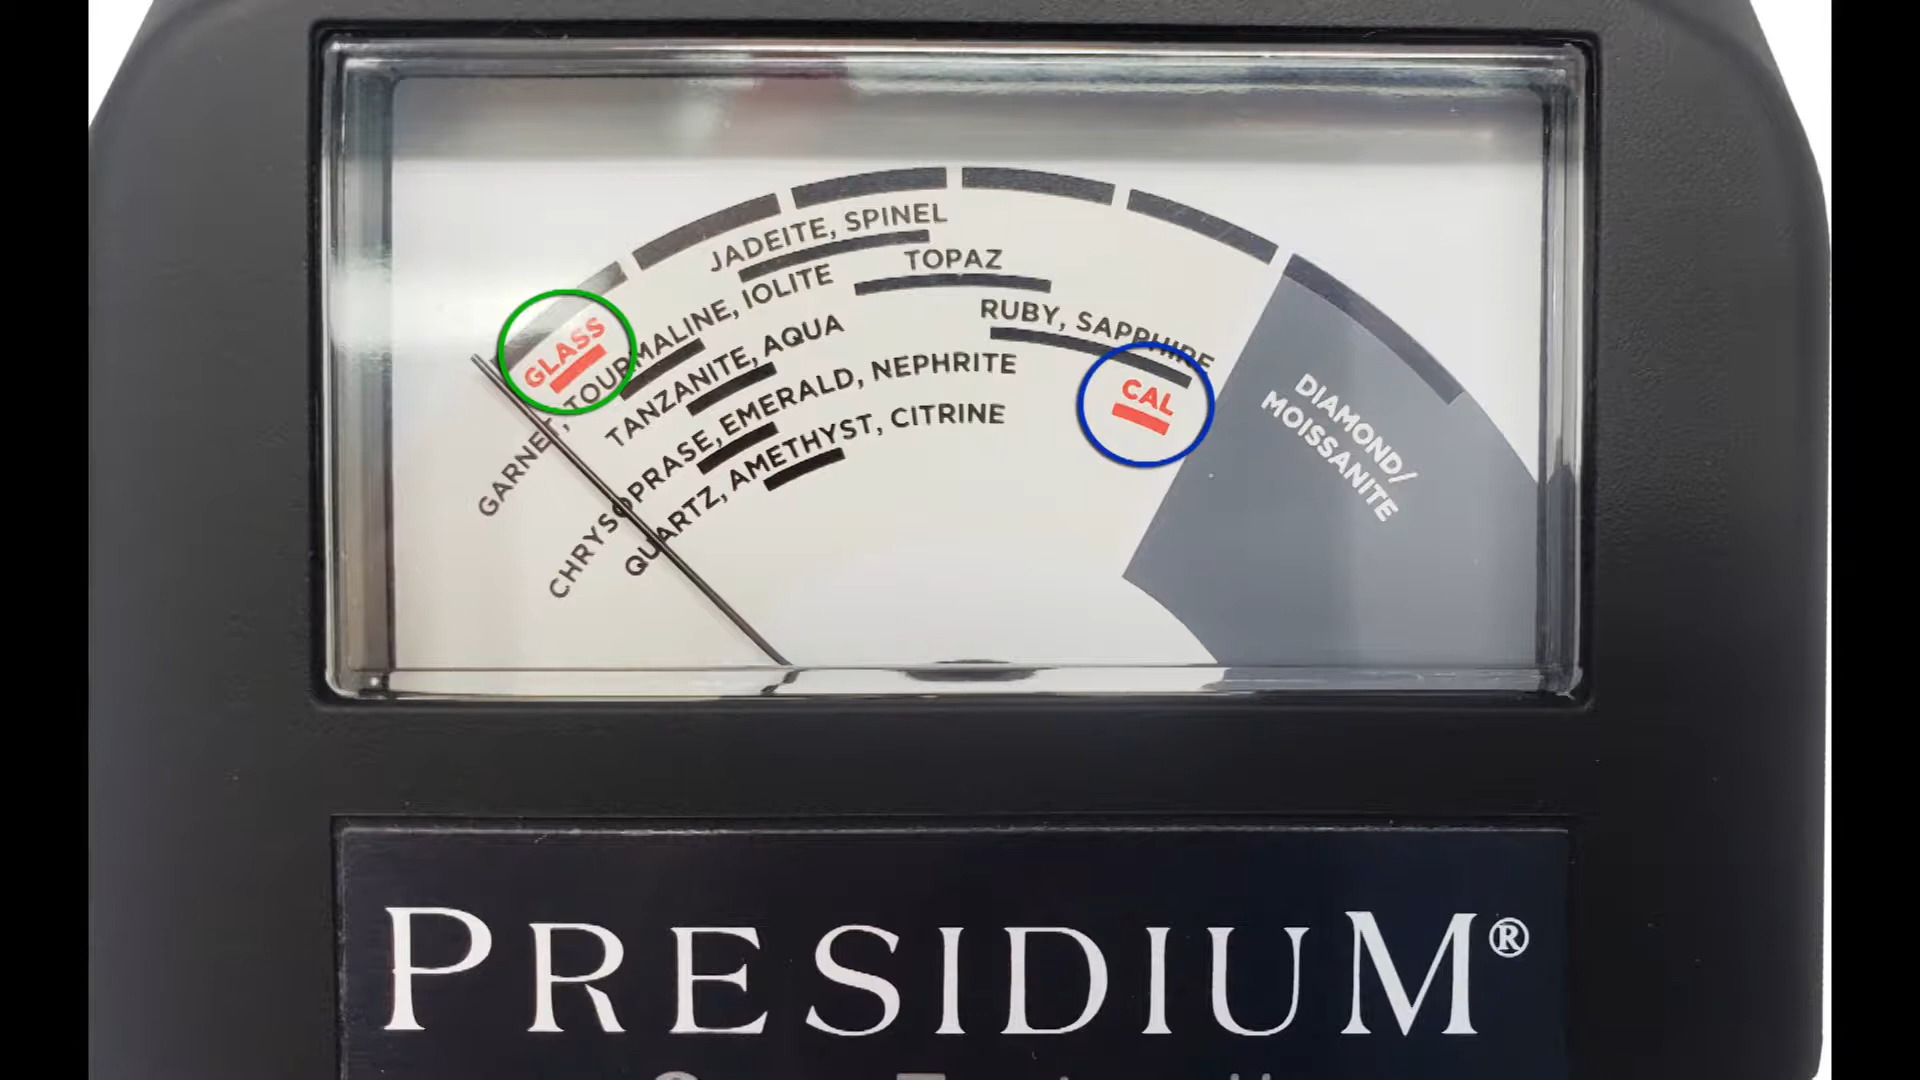 JADEITE, SPINEL
TOPAZ
GLASS
GARNET, TOURMALINE, IOLITE
RUBY, SAPPHIRE
TANZANITE, AQUA
CAL
CHRYSOPRASE, EMERALD, NEPHRITE
DIAMOND/
MOISSANITE
QUARTZ, AMETHYST, CITRINE
PRESIDIUM®